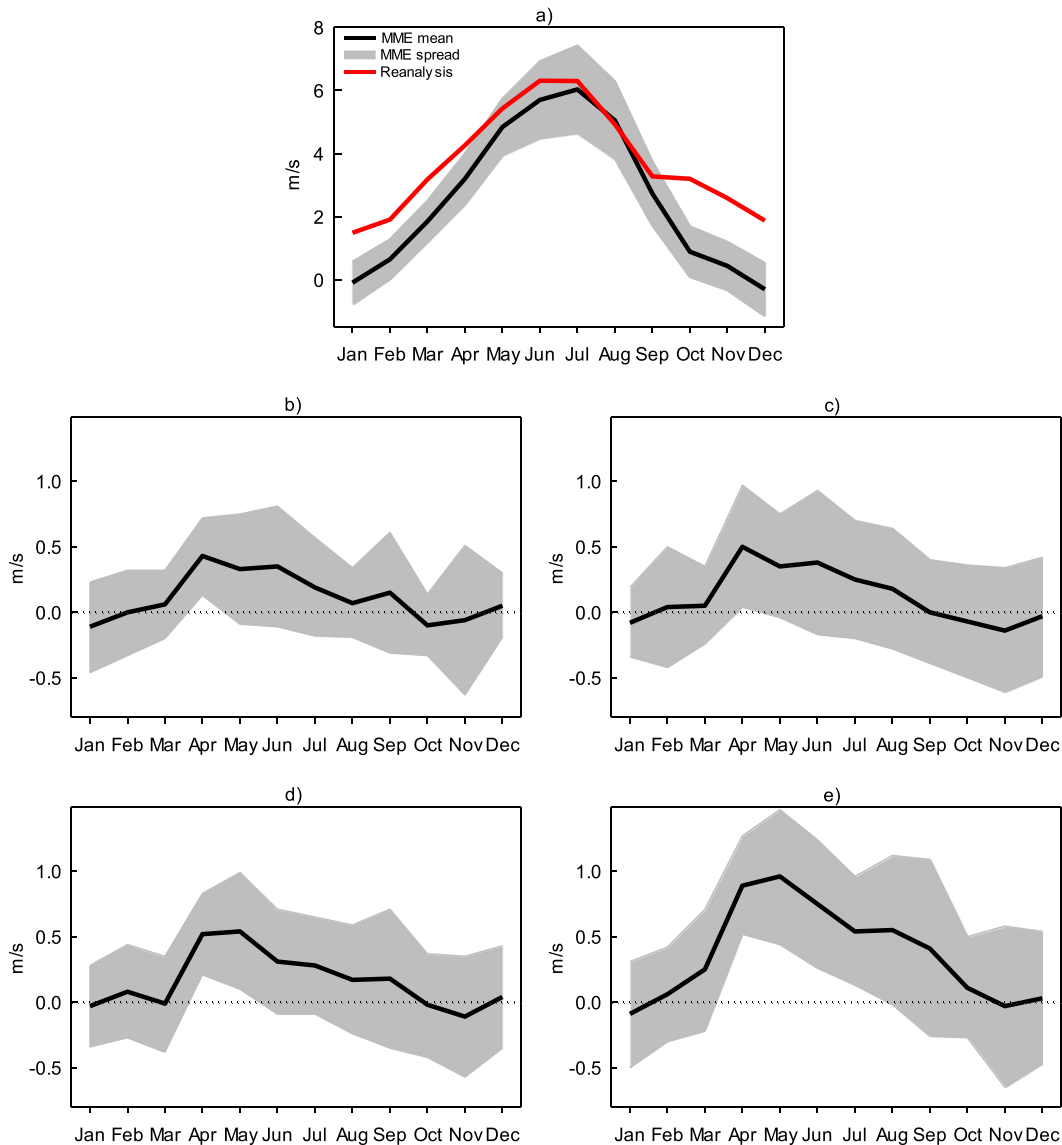 a)
8
6
4
2
0
m/s
MME mean
MME spread
Reanalysis
Jan Feb Mar Apr May Jun Jul Aug Sep Oct Nov Dec
b)
1.0
0.5
0.0
-0.5
m/s
Jan Feb Mar Apr May Jun Jul Aug Sep Oct Nov Dec
c)
1.0
0.5
0.0
-0.5
m/s
Jan Feb Mar Apr May Jun Jul Aug Sep Oct Nov Dec
d)
1.0
0.5
0.0
-0.5
m/s
Jan Feb Mar Apr May Jun Jul Aug Sep Oct Nov Dec
e)
1.0
0.5
0.0
-0.5
m/s
Jan Feb Mar Apr May Jun Jul Aug Sep Oct Nov Dec